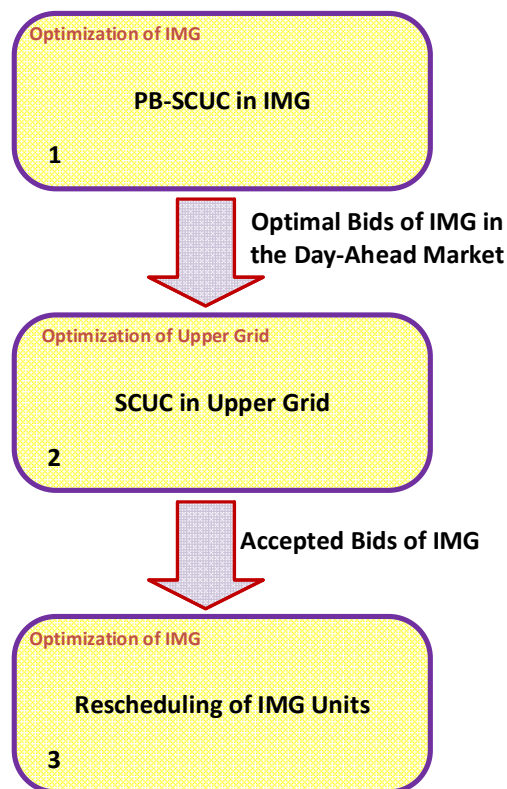 Optimization of IMG
PB-SCUC in IMG
1
Optimal Bids of IMG in
the Day-Ahead Market
Optimization of Upper Grid
SCUC in Upper Grid
2
Accepted Bids of IMG
Optimization of IMG
Rescheduling of IMG Units
3